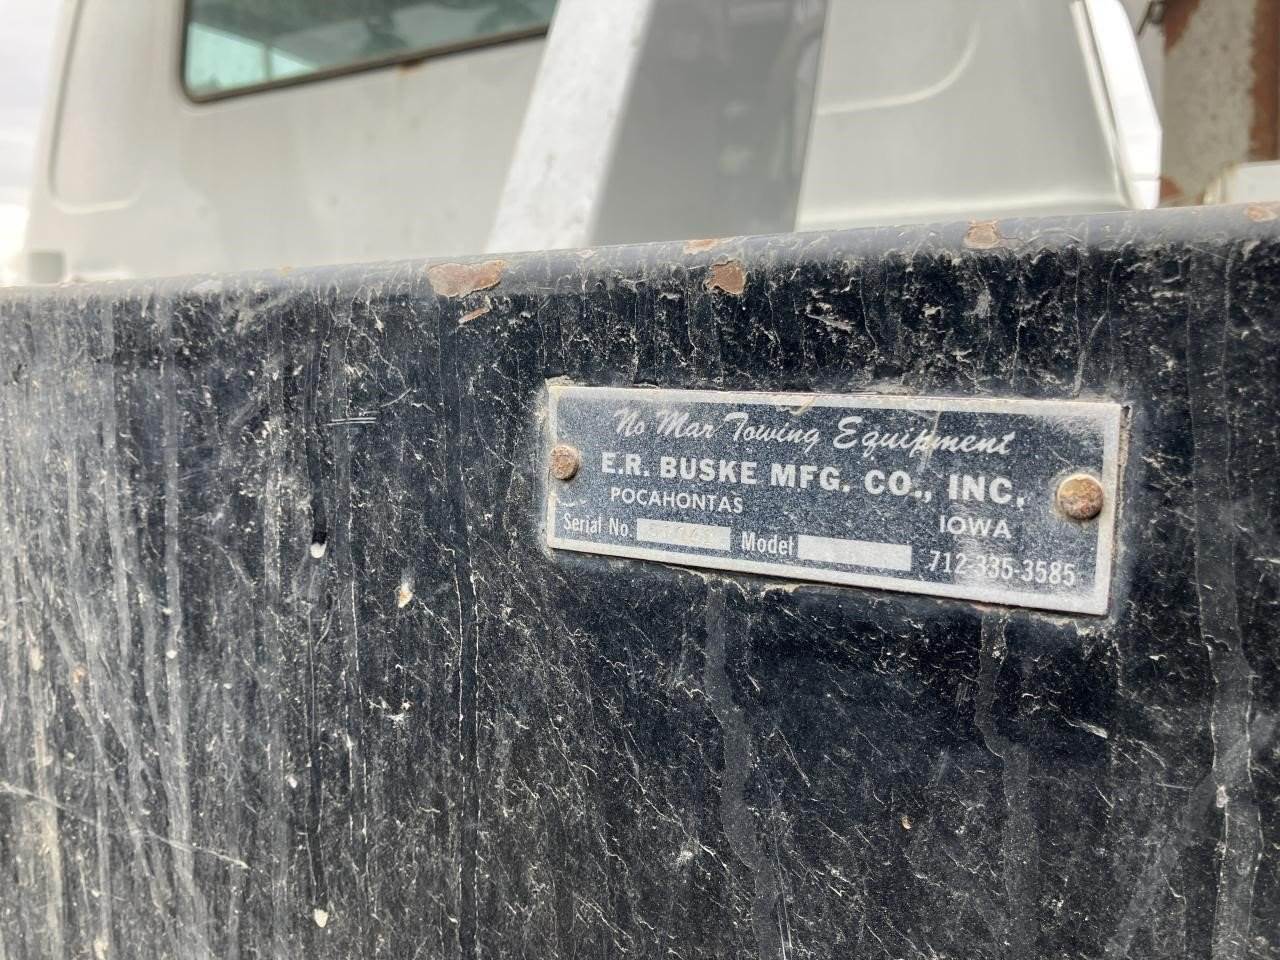 No Mar Towing Equipment
E.R. BUSKE MFG. CO., INC.
POCAHONTAS IOWA
Serial No. Model 712-335-3585